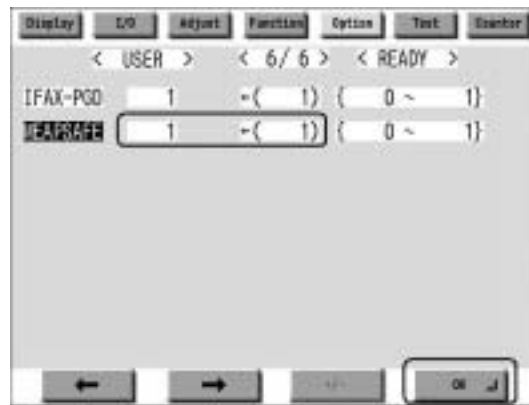 Display I/O Adjust Function Option Test Counter
< USER > < 6/ 6 > < READY >
IFAX-PGD 1 ←( 1) { 0 ~ 1}
MEAPSAFE 1 ←( 1) { 0 ~ 1}
← → +/- OK ↵